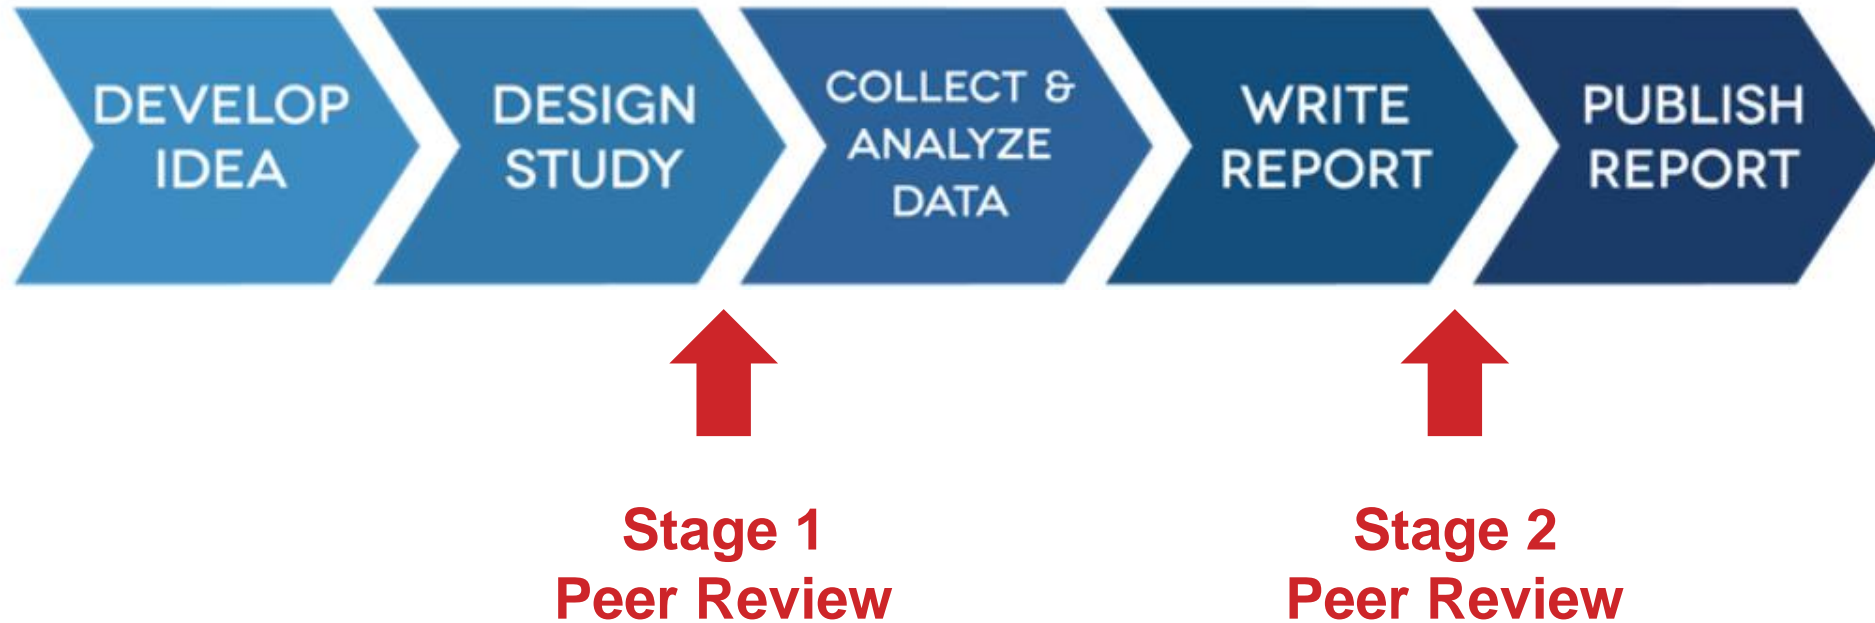 DEVELOP
IDEA
DESIGN
STUDY
COLLECT &
ANALYZE
DATA
WRITE
REPORT
PUBLISH
REPORT
Stage 1
Peer Review
Stage 2
Peer Review